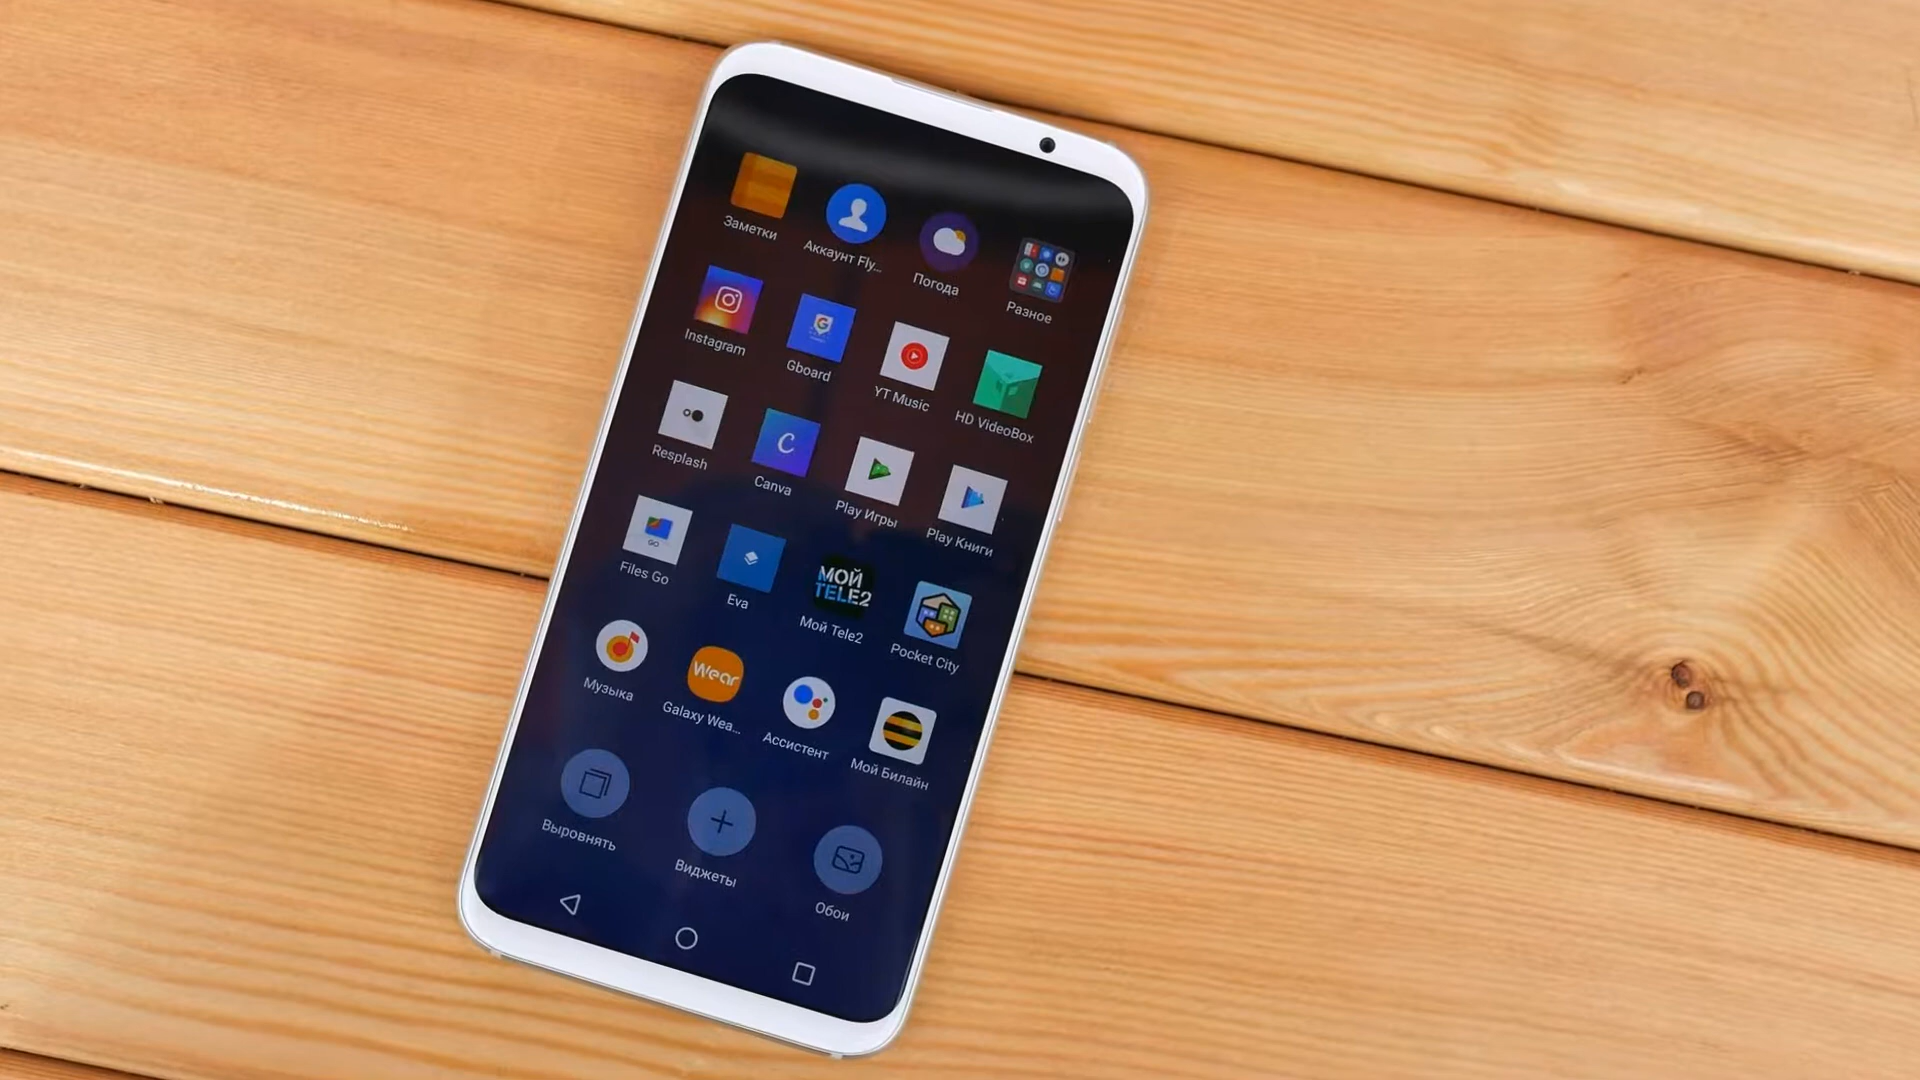 Заметки
Аккаунт Fly...
Погода
Разное
Instagram
Gboard
YT Music
HD VideoBox
Resplash
Canva
Play Игры
Play Книги
GO
Files Go
Eva
МОЙ
TELE2
Мой Tele2
Pocket City
Музыка
Wear
Galaxy Wea...
Ассистент
Мой Билайн
Выровнять
Виджеты
Обои